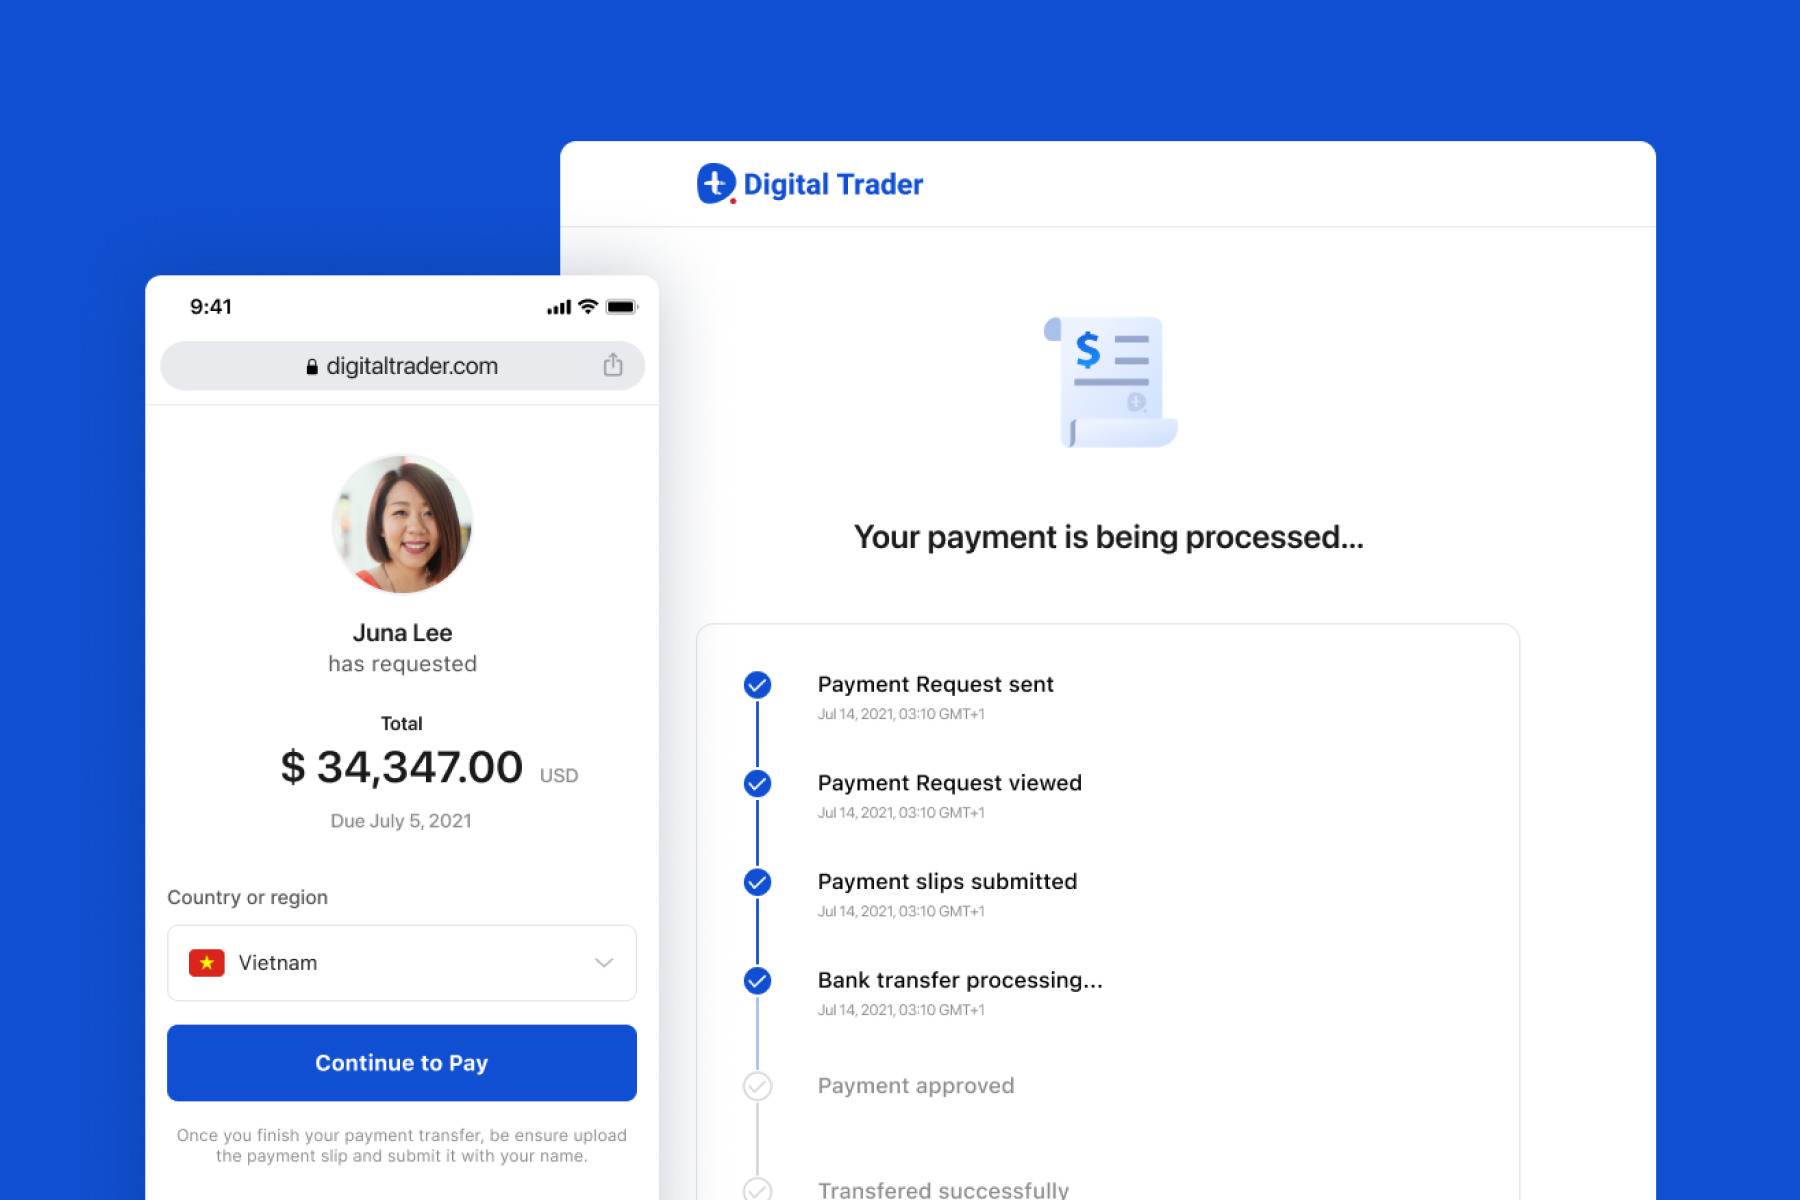 Digital Trader
$
Your payment is being processed...
Payment Request sent
Jul 14, 2021, 03:10 GMT+1
Payment Request viewed
Jul 14, 2021, 03:10 GMT+1
Payment slips submitted
Jul 14, 2021, 03:10 GMT+1
Bank transfer processing...
Jul 14, 2021, 03:10 GMT+1
Payment approved
Transfered successfully
9:41
digitaltrader.com
Juna Lee
has requested
Total
$ 34,347.00 USD
Due July 5, 2021
Country or region
Vietnam
Continue to Pay
Once you finish your payment transfer, be ensure upload
the payment slip and submit it with your name.